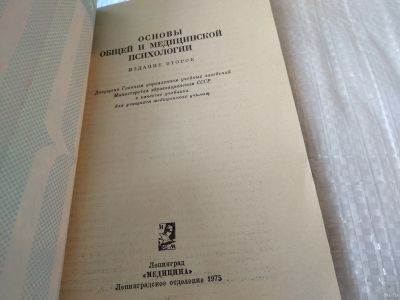 ОСНОВЫ
ОБЩЕЙ И МЕДИЦИНСКОЙ
ПСИХОЛОГИИ
ИЗДАНИЕ ВТОРОЕ
Допущено Главным управлением учебных заведений
Министерства здравоохранения СССР
в качестве учебника
для учащихся медицинских училищ
Ленинград
«МЕДИЦИНА»
Ленинградское отделение 1975